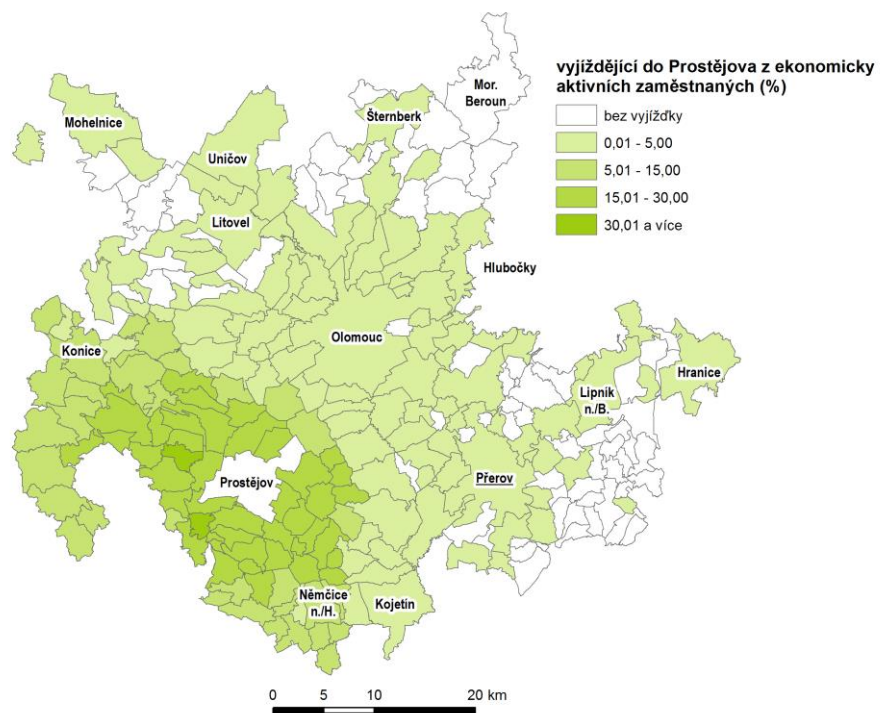 vyjíždějící do Prostějova z ekonomicky
aktivních zaměstnaných (%)
bez vyjížďky
0,01 - 5,00
5,01 - 15,00
15,01 - 30,00
30,01 a více
Mor.
Beroun
Mohelnice
Šternberk
Uničov
Litovel
Hlubočky
Olomouc
Konice
Hranice
Lipník
n./B.
Přerov
Prostějov
Němčice
n./H.
Kojetín
0 5 10 20 km